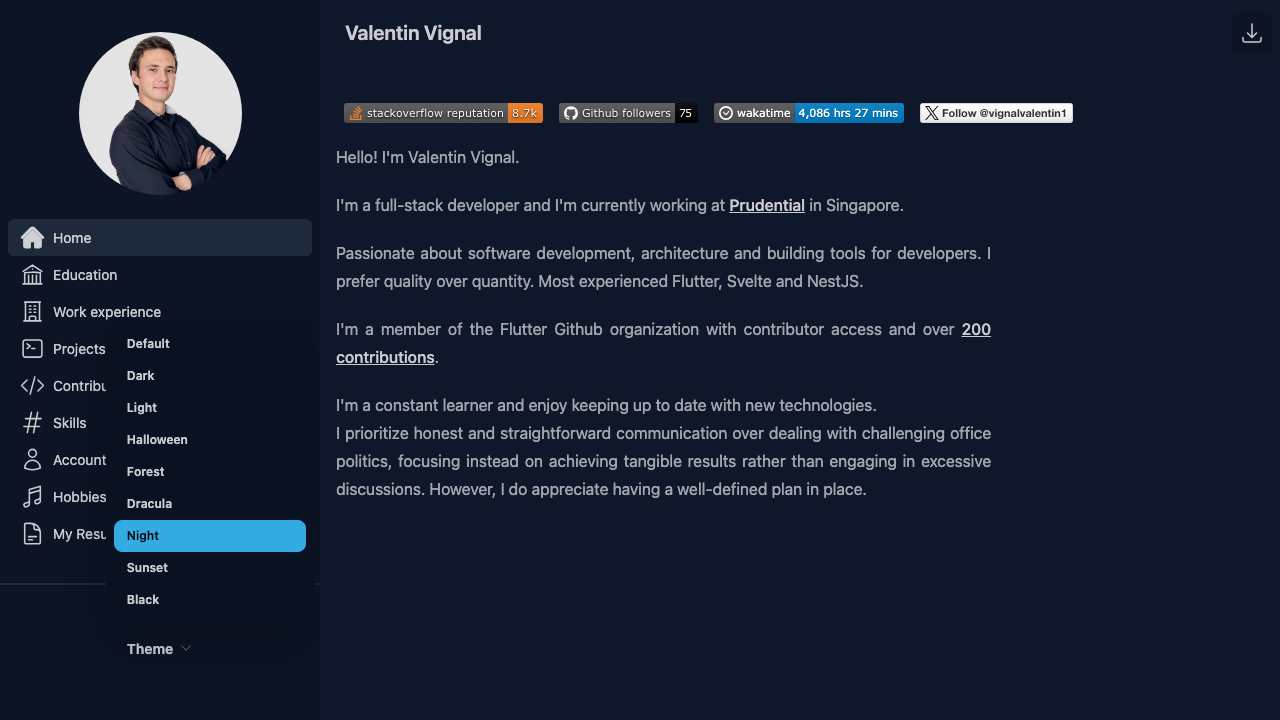 Valentin Vignal
stackoverflow reputation 8.7k
Github followers 75
wakatime 4,086 hrs 27 mins
Follow @vignalvalentin1
Hello! I'm Valentin Vignal.
I'm a full-stack developer and I'm currently working at Prudential in Singapore.
Passionate about software development, architecture and building tools for developers. I
prefer quality over quantity. Most experienced Flutter, Svelte and NestJS.
I'm a member of the Flutter Github organization with contributor access and over 200
contributions.
I'm a constant learner and enjoy keeping up to date with new technologies.
I prioritize honest and straightforward communication over dealing with challenging office
politics, focusing instead on achieving tangible results rather than engaging in excessive
discussions. However, I do appreciate having a well-defined plan in place.
Home
Education
Work experience
Projects
Contribu
Skills
Account
Hobbies
My Resu
Default
Dark
Light
Halloween
Forest
Dracula
Night
Sunset
Black
Theme